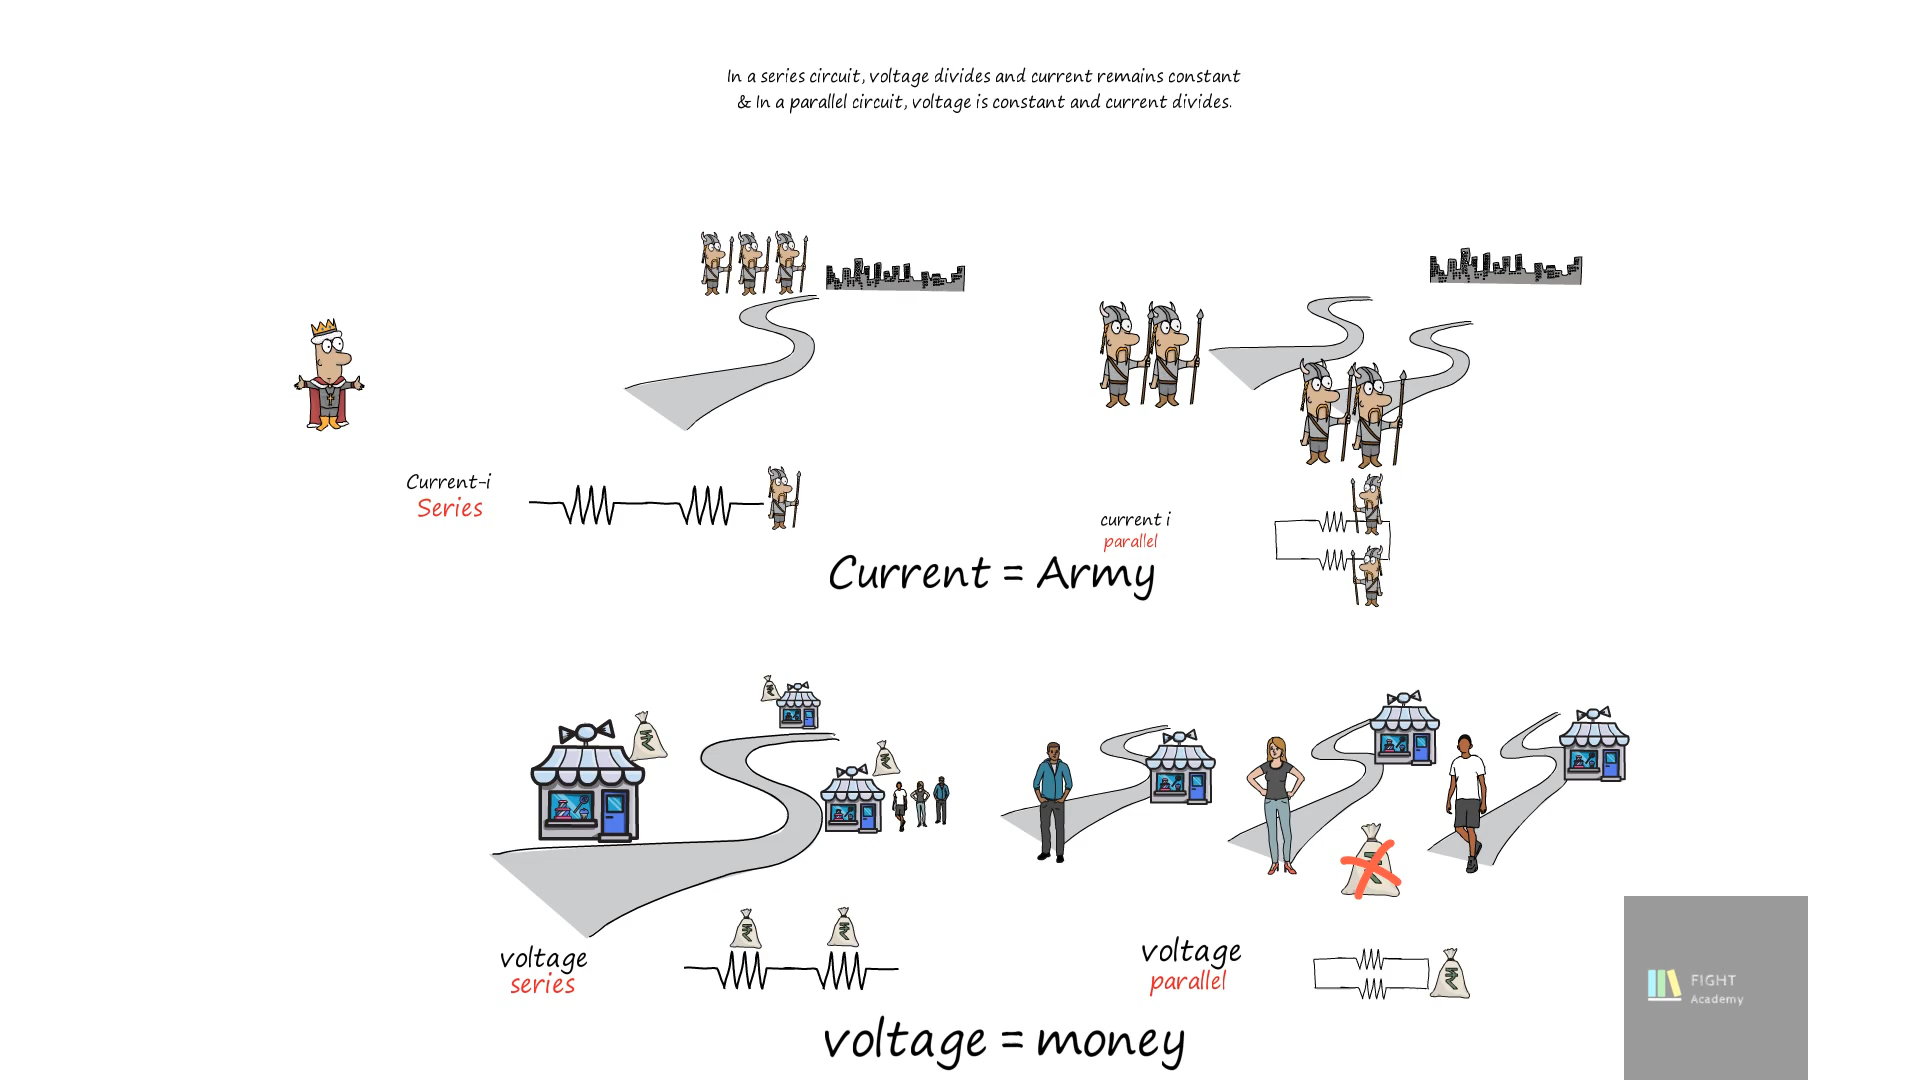 In a series circuit, voltage divides and current remains constant
& In a parallel circuit, voltage is constant and current divides.
Current-i
Series
current i
parallel
Current = Army
voltage
series
voltage
parallel
voltage = money
FIGHT
Academy